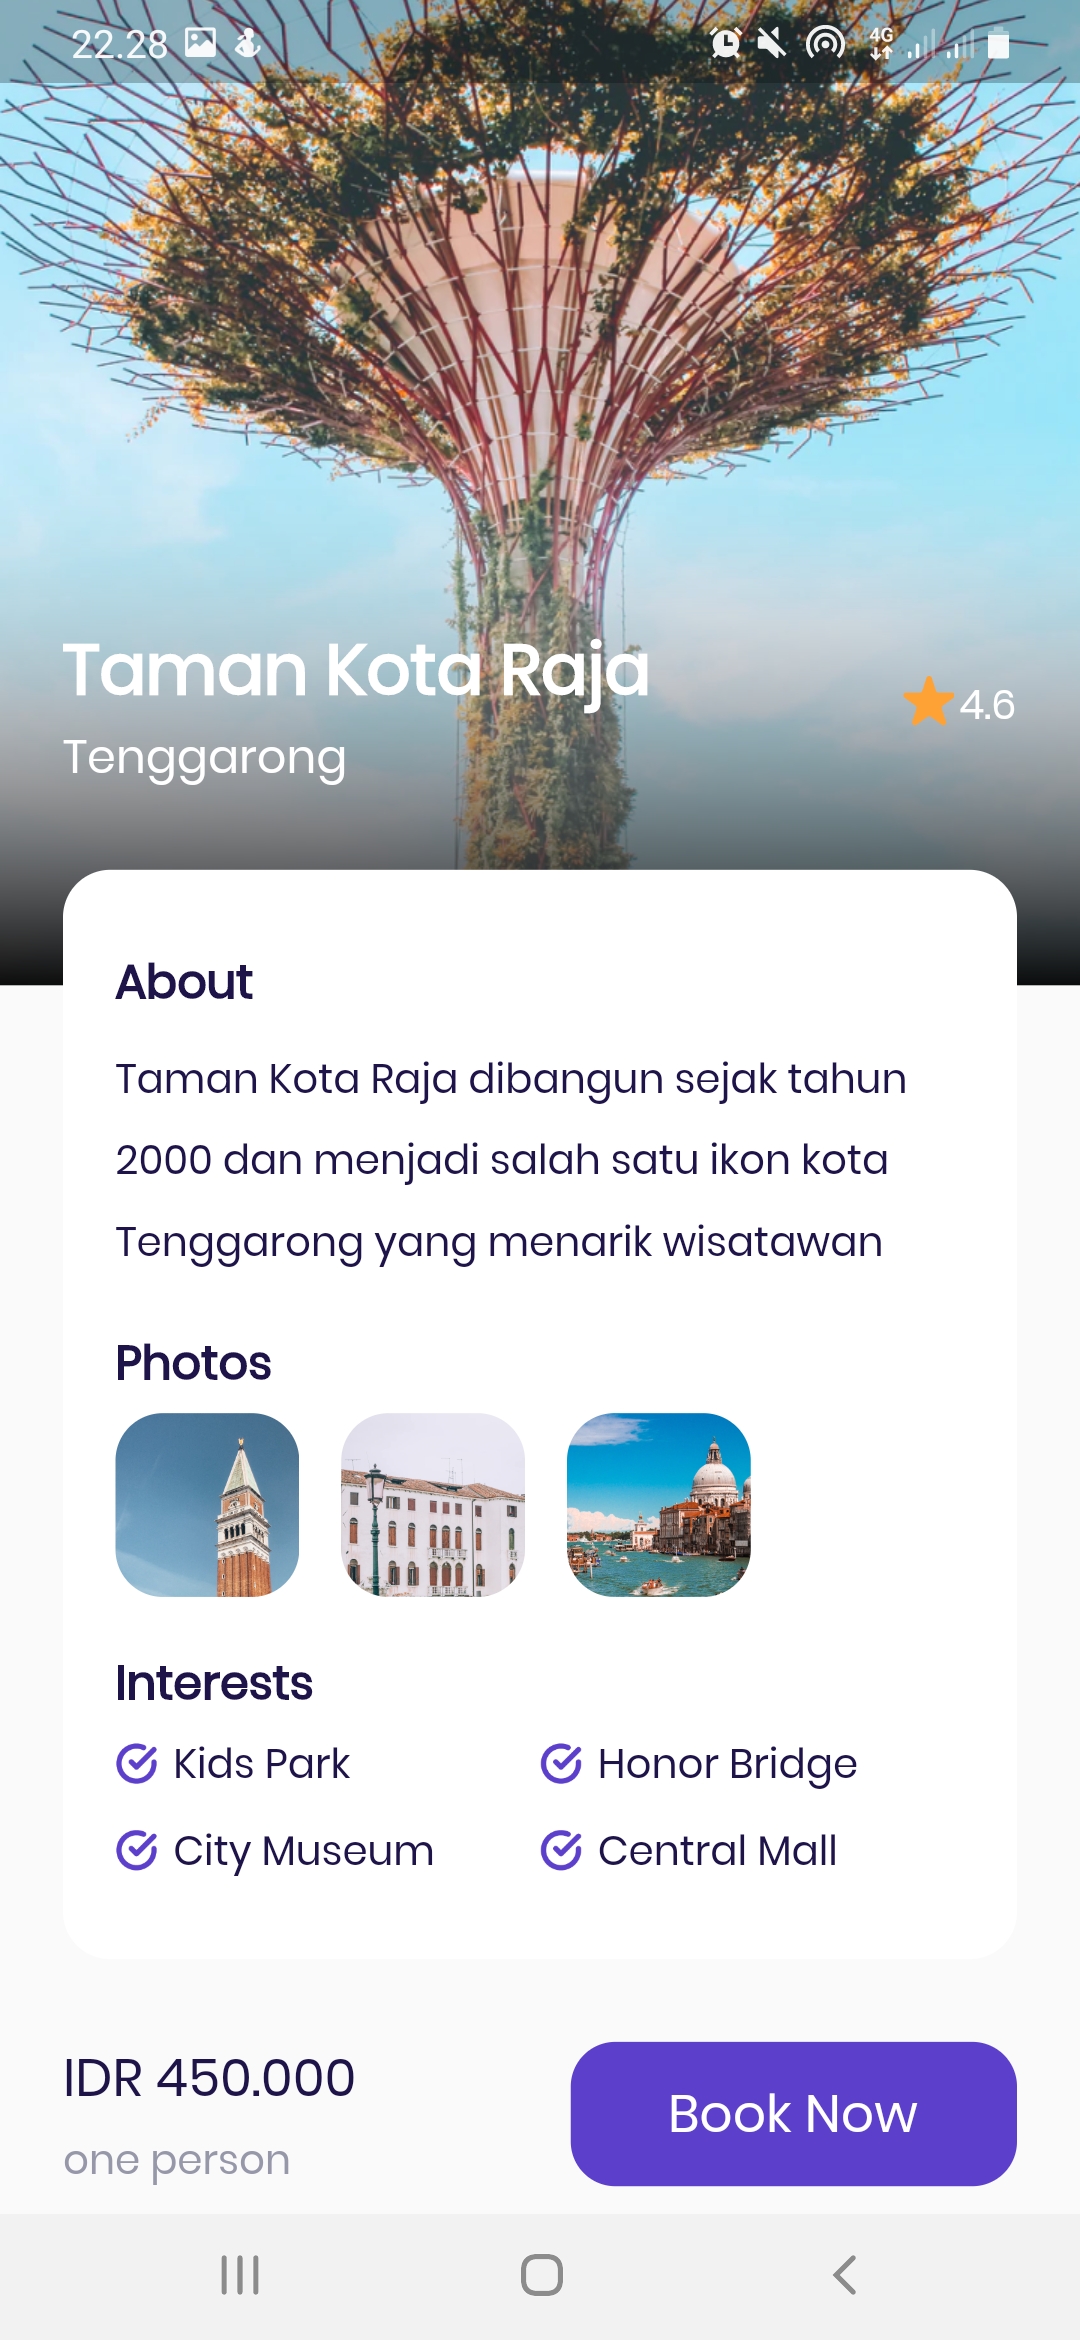 22.28
4G
Taman Kota Raja
4.6
Tenggarong
About
Taman Kota Raja dibangun sejak tahun
2000 dan menjadi salah satu ikon kota
Tenggarong yang menarik wisatawan
Photos
Interests
Kids Park
Honor Bridge
City Museum
Central Mall
IDR 450.000
one person
Book Now